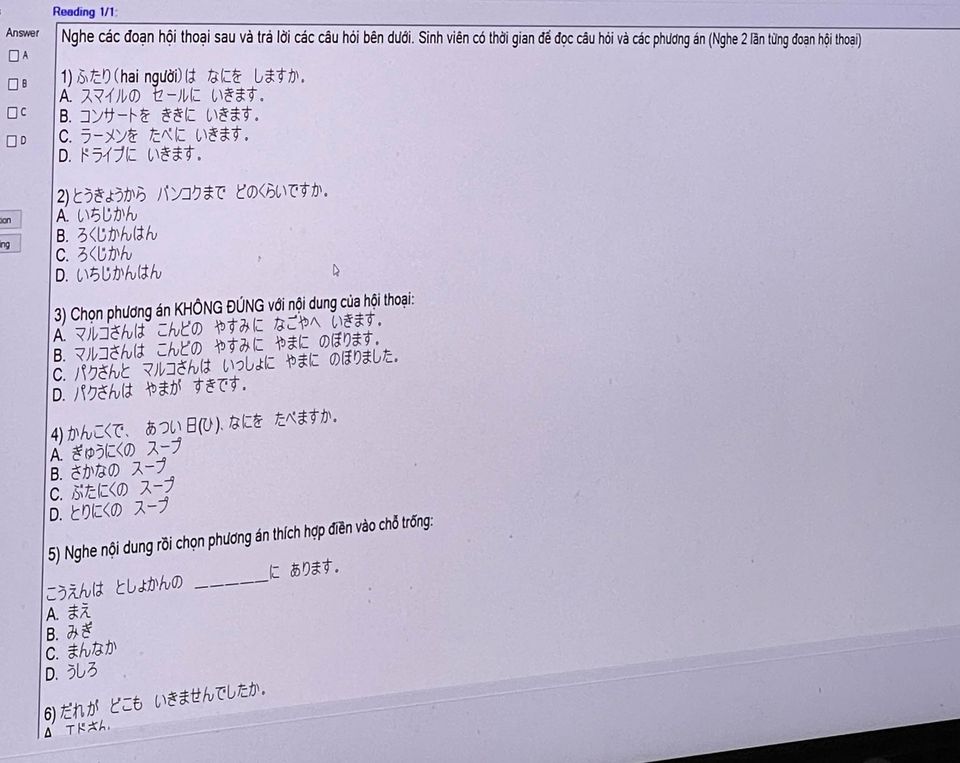 Reading 1/1:
Answer
A
B
C
D
Nghe các đoạn hội thoại sau và trả lời các câu hỏi bên dưới. Sinh viên có thời gian để đọc câu hỏi và các phương án (Nghe 2 lần từng đoạn hội thoại)
1) ふたり(hai người)は なにを しますか。
A. スマイルの セールに いきます。
B. コンサートを ききに いきます。
C. ラーメンを たべに いきます。
D. ドライブに いきます。
2) とうきょうから バンコクまで どのくらいですか。
A. いちじかん
B. ろくじかんはん
C. ろくじかん
D. いちじかんはん
3) Chọn phương án KHÔNG ĐÚNG với nội dung của hội thoại:
A. マルコさんは こんどの やすみに なごやへ いきます。
B. マルコさんは こんどの やすみに やまに のぼります。
C. パクさんと マルコさんは いっしょに やまに のぼりました。
D. パクさんは やまが すきです。
4) かんこくで、 あつい 日(ひ)、なにを たべますか。
A. ぎゅうにくの スープ
B. さかなの スープ
C. ぶたにくの スープ
D. とりにくの スープ
5) Nghe nội dung rồi chọn phương án thích hợp điền vào chỗ trống:
こうえんは としょかんの ______に あります。
A. まえ
B. みぎ
C. まんなか
D. うしろ
6) だれが どこも いきませんでしたか。
A. エドさん